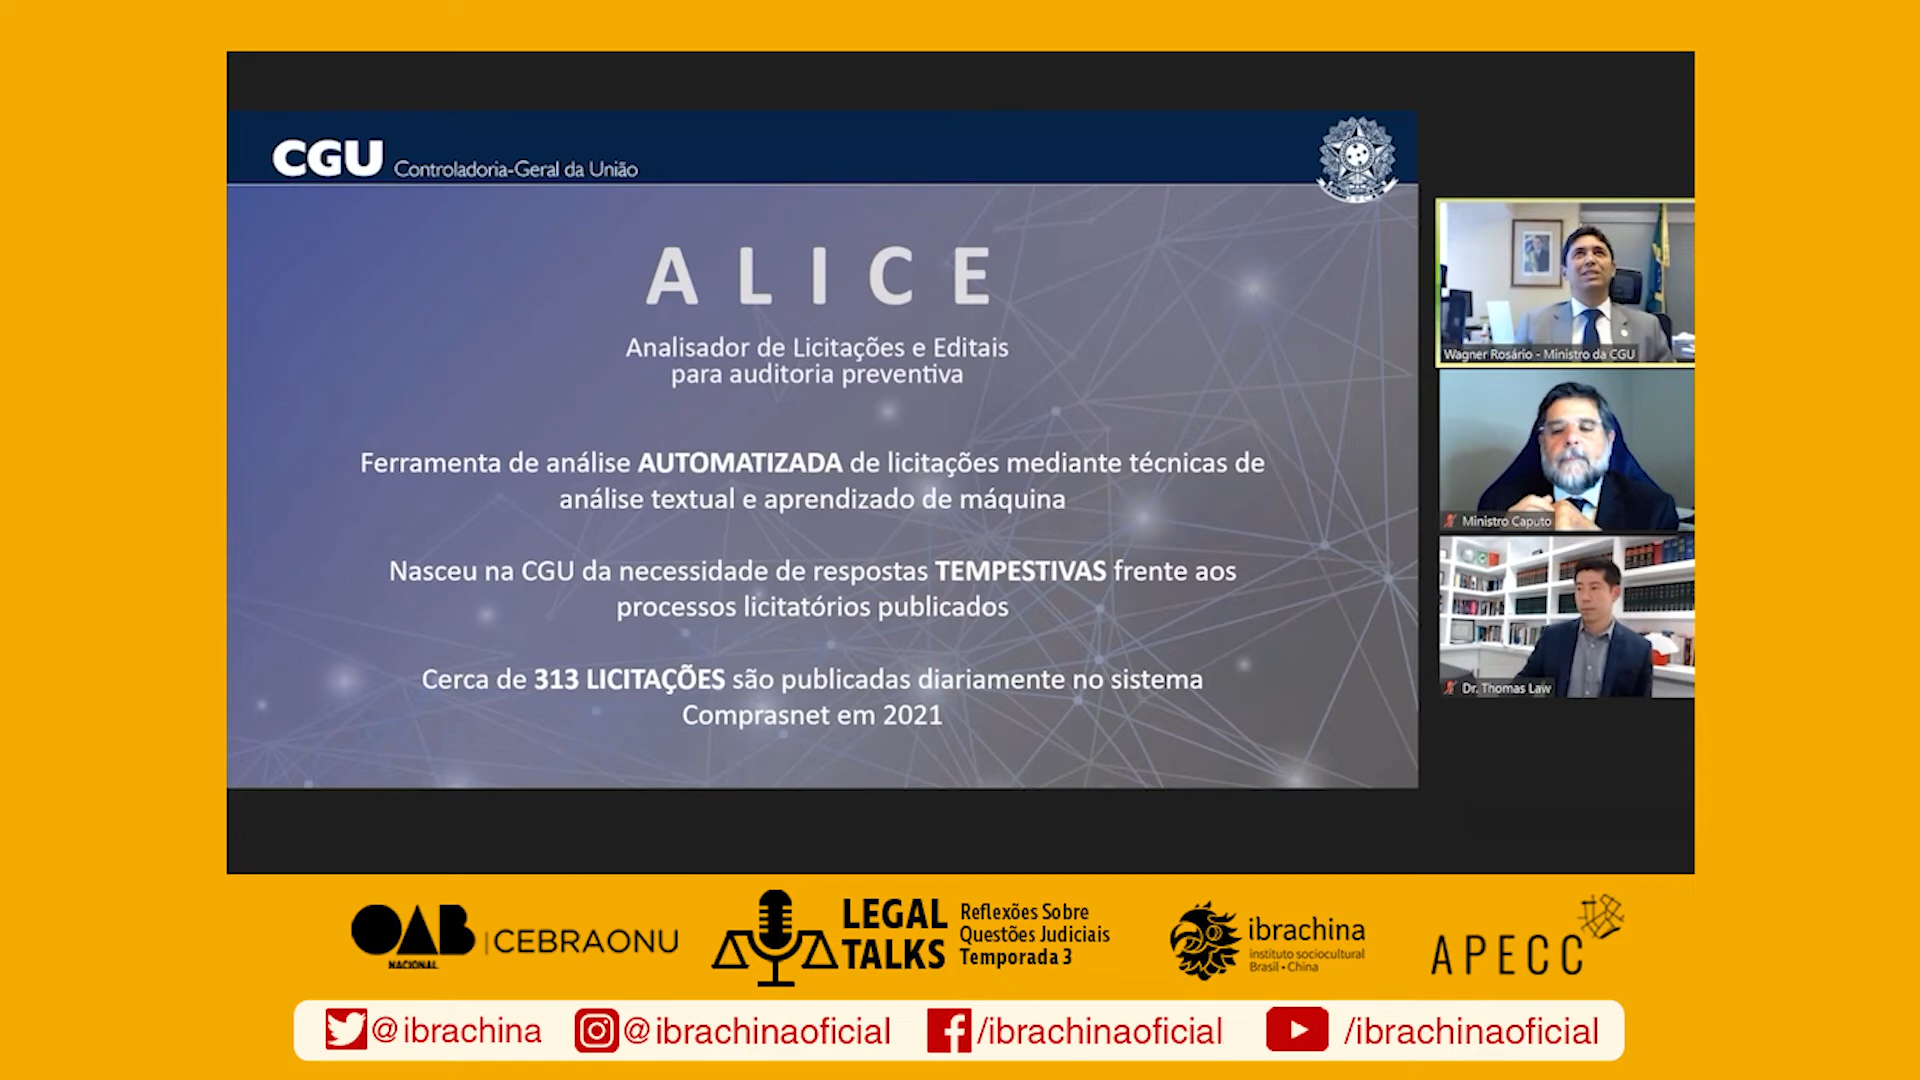 CGU Controladoria-Geral da União
ALICE
Analisador de Licitações e Editais
para auditoria preventiva
Ferramenta de análise AUTOMATIZADA de licitações mediante técnicas de
análise textual e aprendizado de máquina
Nasceu na CGU da necessidade de respostas TEMPESTIVAS frente aos
processos licitatórios publicados
Cerca de 313 LICITAÇÕES são publicadas diariamente no sistema
Comprasnet em 2021
Wagner Rosário - Ministro da CGU
Ministro Caputo
Dr. Thomas Law
OAB
NACIONAL
CEBRAONU
LEGAL
TALKS
Reflexões Sobre
Questões Judiciais
Temporada 3
ibrachina
instituto sociocultural
Brasil • China
APECC
@ibrachina
@ibrachinaoficial
/ibrachinaoficial
/ibrachinaoficial